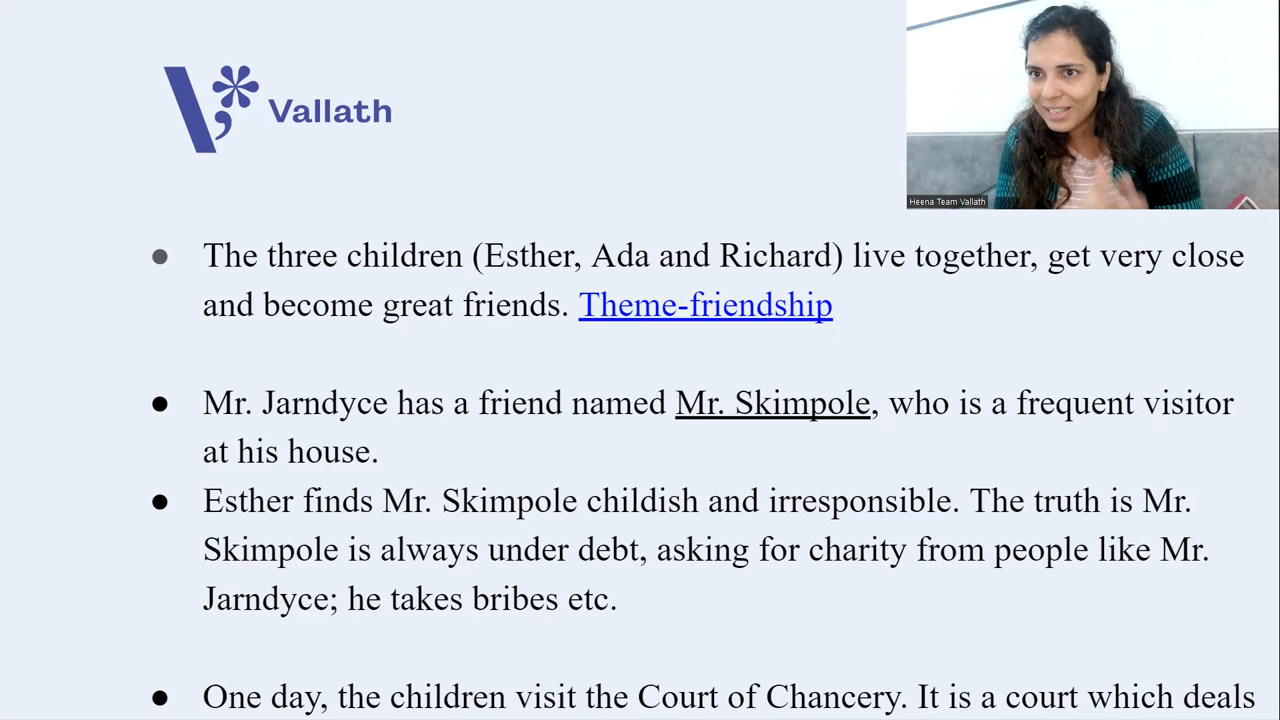 Vallath
Heena Team Vallath
● The three children (Esther, Ada and Richard) live together, get very close
and become great friends. Theme-friendship
● Mr. Jarndyce has a friend named Mr. Skimpole, who is a frequent visitor
at his house.
● Esther finds Mr. Skimpole childish and irresponsible. The truth is Mr.
Skimpole is always under debt, asking for charity from people like Mr.
Jarndyce; he takes bribes etc.
● One day, the children visit the Court of Chancery. It is a court which deals